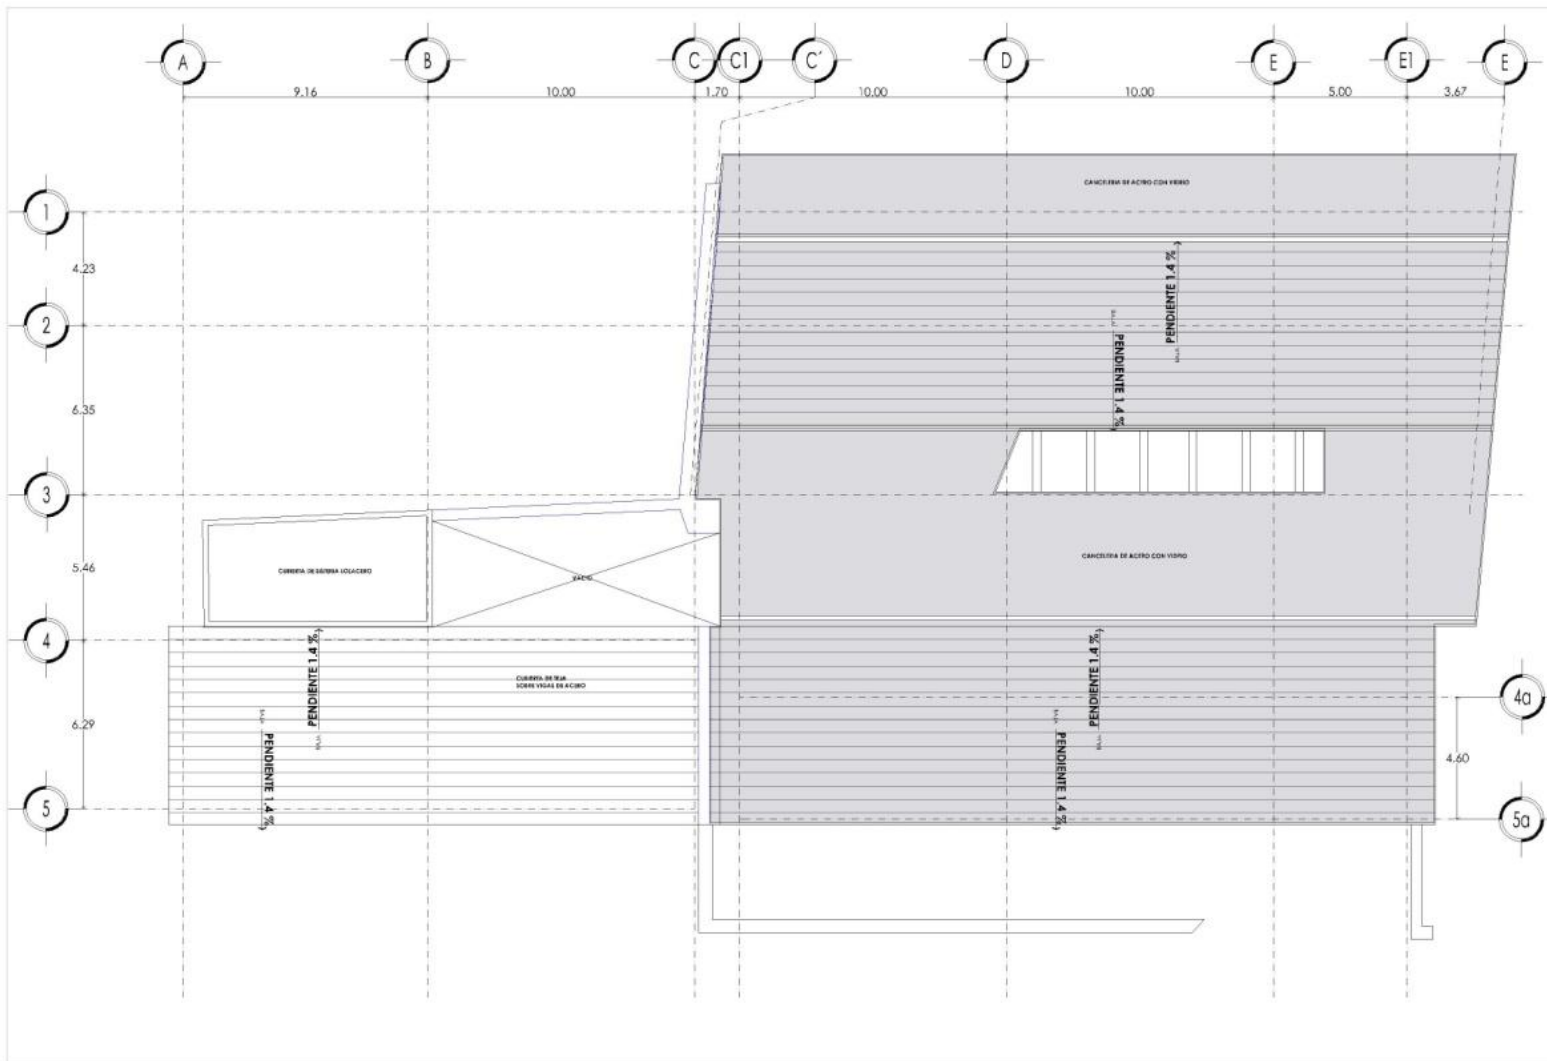 A B C C1 C´ D E E1 E
9.16 10.00 1.70 10.00 10.00 5.00 3.67
CANCELERIA DE ACERO CON VIDRIO
1
4.23
PENDIENTE 1.4 %
2
BAJA
PENDIENTE 1.4 %
6.35
3
5.46
CUBIERTA DE SISTEMA LOSACERO
VACIO
CANCELERIA DE ACERO CON VIDRIO
4
PENDIENTE 1.4 %
PENDIENTE 1.4 %
CUBIERTA DE TEJA
SOBRE VIGAS DE ACERO
4a
6.29
BAJA
BAJA
PENDIENTE 1.4 %
PENDIENTE 1.4 %
4.60
5
5a